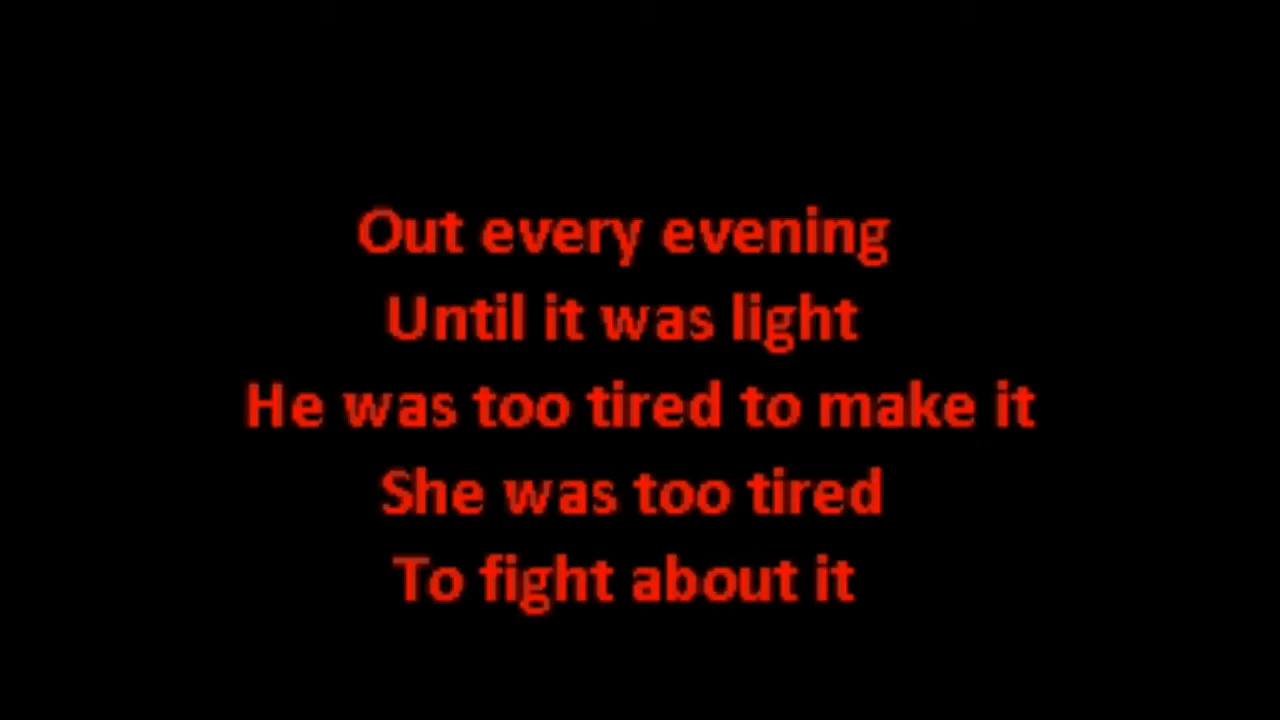 Out every evening
Until it was light
He was too tired to make it
She was too tired
To fight about it